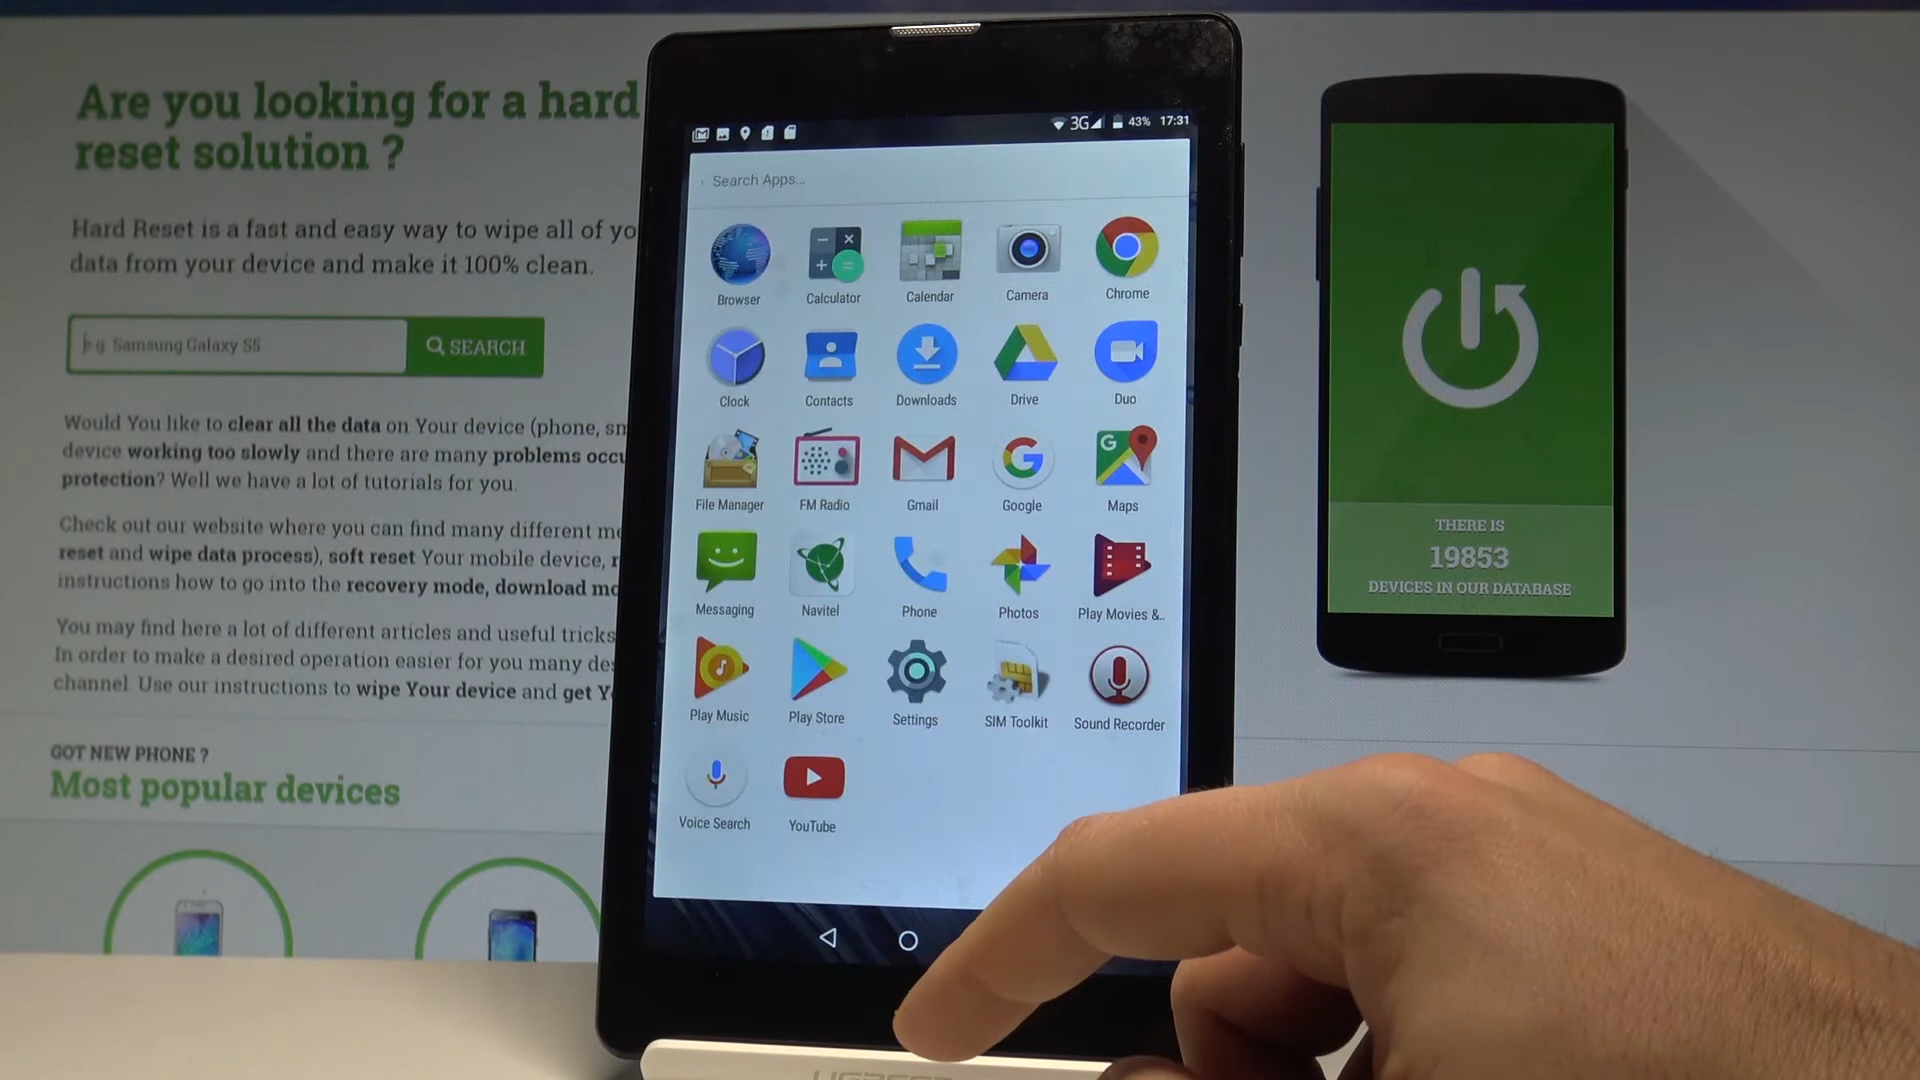 Are you looking for a hard
reset solution ?
Hard Reset is a fast and easy way to wipe all of yo
data from your device and make it 100% clean.
e.g. Samsung Galaxy S5
SEARCH
Would You like to clear all the data on Your device (phone, sm
device working too slowly and there are many problems occu
protection? Well we have a lot of tutorials for you.
Check out our website where you can find many different me
reset and wipe data process), soft reset Your mobile device, r
instructions how to go into the recovery mode, download mo
You may find here a lot of different articles and useful tricks
In order to make a desired operation easier for you many de
channel. Use our instructions to wipe Your device and get Y
GOT NEW PHONE ?
Most popular devices
3G 43% 17:31
Search Apps...
Browser Calculator Calendar Camera Chrome
Clock Contacts Downloads Drive Duo
File Manager FM Radio Gmail Google Maps
Messaging Navitel Phone Photos Play Movies &..
Play Music Play Store Settings SIM Toolkit Sound Recorder
Voice Search YouTube
THERE IS
19853
DEVICES IN OUR DATABASE